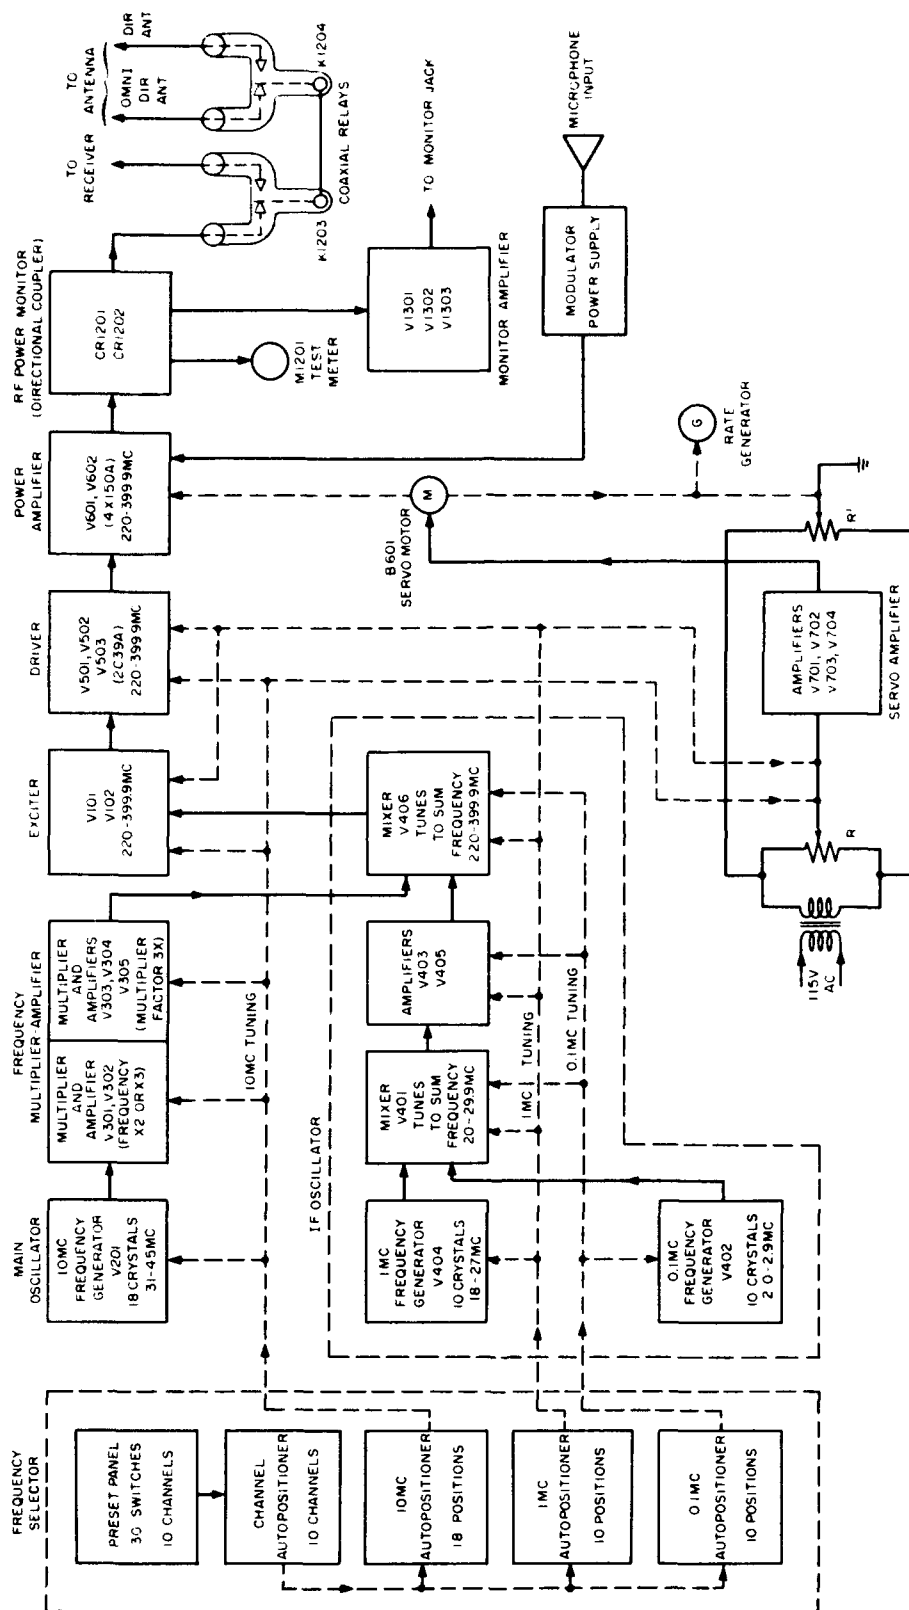 FREQUENCY
SELECTOR
PRESET PANEL
30 SWITCHES
10 CHANNELS
CHANNEL
AUTOPOSITIONER
10 CHANNELS
10MC
AUTOPOSITIONER
18 POSITIONS
1MC
AUTOPOSITIONER
10 POSITIONS
0.1MC
AUTOPOSITIONER
10 POSITIONS
MAIN
OSCILLATOR
10MC
FREQUENCY
GENERATOR
V201
18 CRYSTALS
31-45MC
FREQUENCY
MULTIPLIER-AMPLIFIER
MULTIPLIER
AND
AMPLIFIER
V301, V302
(FREQUENCY
X2 OR X3)
MULTIPLIER
AND
AMPLIFIERS
V303, V304
V305
(MULTIPLIER
FACTOR 3X)
EXCITER
V101
V102
220-399.9MC
DRIVER
V501, V502
V503
(2C39A)
220-399.9MC
POWER
AMPLIFIER
V601, V602
(4X150A)
220-399.9MC
RF POWER MONITOR
(DIRECTIONAL COUPLER)
CR1201
CR1202
TO
RECEIVER
TO
ANTENNA
OMNI
DIR
ANT
DIR
ANT
K1203
K1204
COAXIAL RELAYS
10MC TUNING
M1201
TEST
METER
V1301
V1302
V1303
MONITOR AMPLIFIER
TO MONITOR JACK
IF OSCILLATOR
1MC
FREQUENCY
GENERATOR
V404
10 CRYSTALS
18-27MC
MIXER
V401
TUNES
TO SUM
FREQUENCY
20-29.9MC
AMPLIFIERS
V403
V405
MIXER
V406
TUNES
TO SUM
FREQUENCY
220-399.9MC
1MC TUNING
0.1MC TUNING
0.1MC
FREQUENCY
GENERATOR
V402
10 CRYSTALS
2.0-2.9MC
B601
SERVO MOTOR
M
MODULATOR
POWER SUPPLY
MICROPHONE
INPUT
G
RATE
GENERATOR
115V
AC
R
AMPLIFIERS
V701, V702
V703, V704
SERVO AMPLIFIER
R'